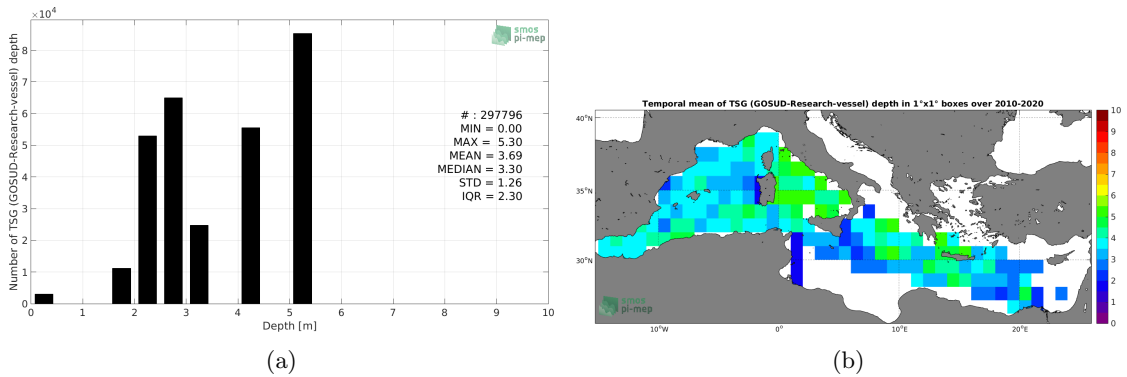 ×10⁴
smos
pi-mep
Number of TSG (GOSUD-Research-vessel) depth
8
7
6
5
4
3
2
1
0
# : 297796
MIN = 0.00
MAX = 5.30
MEAN = 3.69
MEDIAN = 3.30
STD = 1.26
IQR = 2.30
0 1 2 3 4 5 6 7 8 9 10
Depth [m]
(a)
Temporal mean of TSG (GOSUD-Research-vessel) depth in 1°x1° boxes over 2010-2020
40°N
35°N
30°N
smos
pi-mep
10°W 0° 10°E 20°E
10
9
8
7
6
5
4
3
2
1
0
(b)